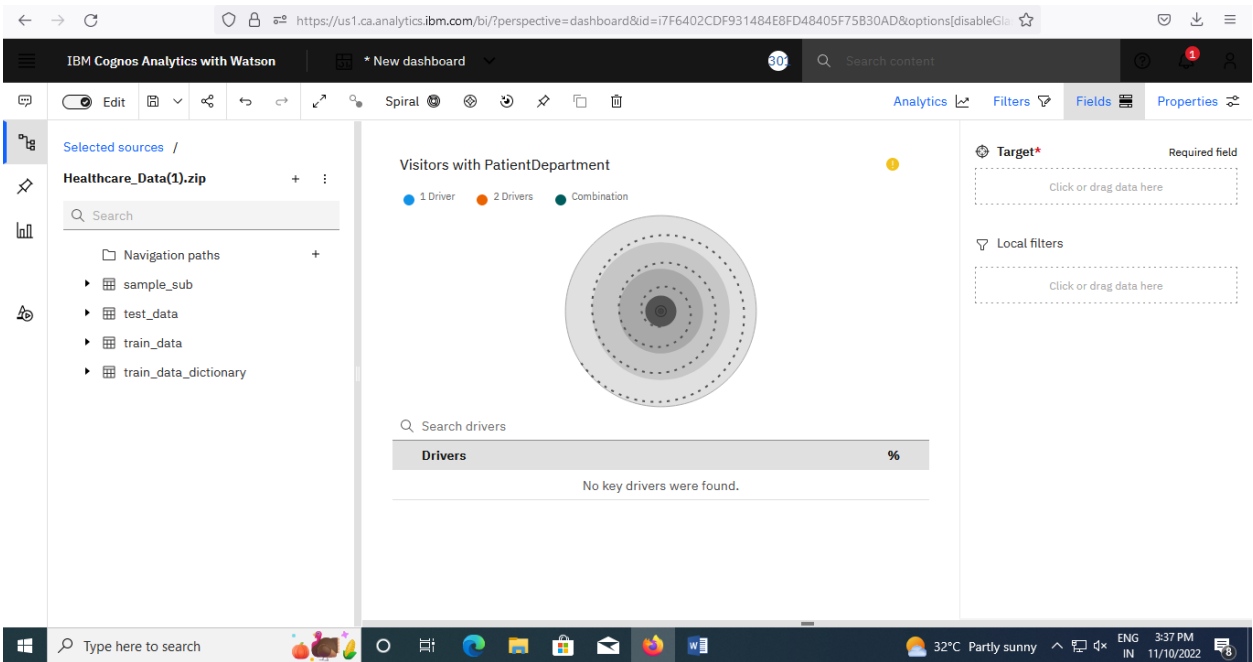 https://us1.ca.analytics.ibm.com/bi/?perspective=dashboard&id=i7F6402CDF931484E8FD48405F75B30AD&options[disableGla
IBM Cognos Analytics with Watson
* New dashboard
Search content
1
Edit
Spiral
Analytics
Filters
Fields
Properties
Selected sources /
Healthcare_Data(1).zip
Search
Navigation paths
sample_sub
test_data
train_data
train_data_dictionary
Visitors with PatientDepartment
1 Driver 2 Drivers Combination
Search drivers
Drivers %
No key drivers were found.
Target* Required field
Click or drag data here
Local filters
Click or drag data here
Type here to search
32°C Partly sunny
ENG
IN
3:37 PM
11/10/2022
8